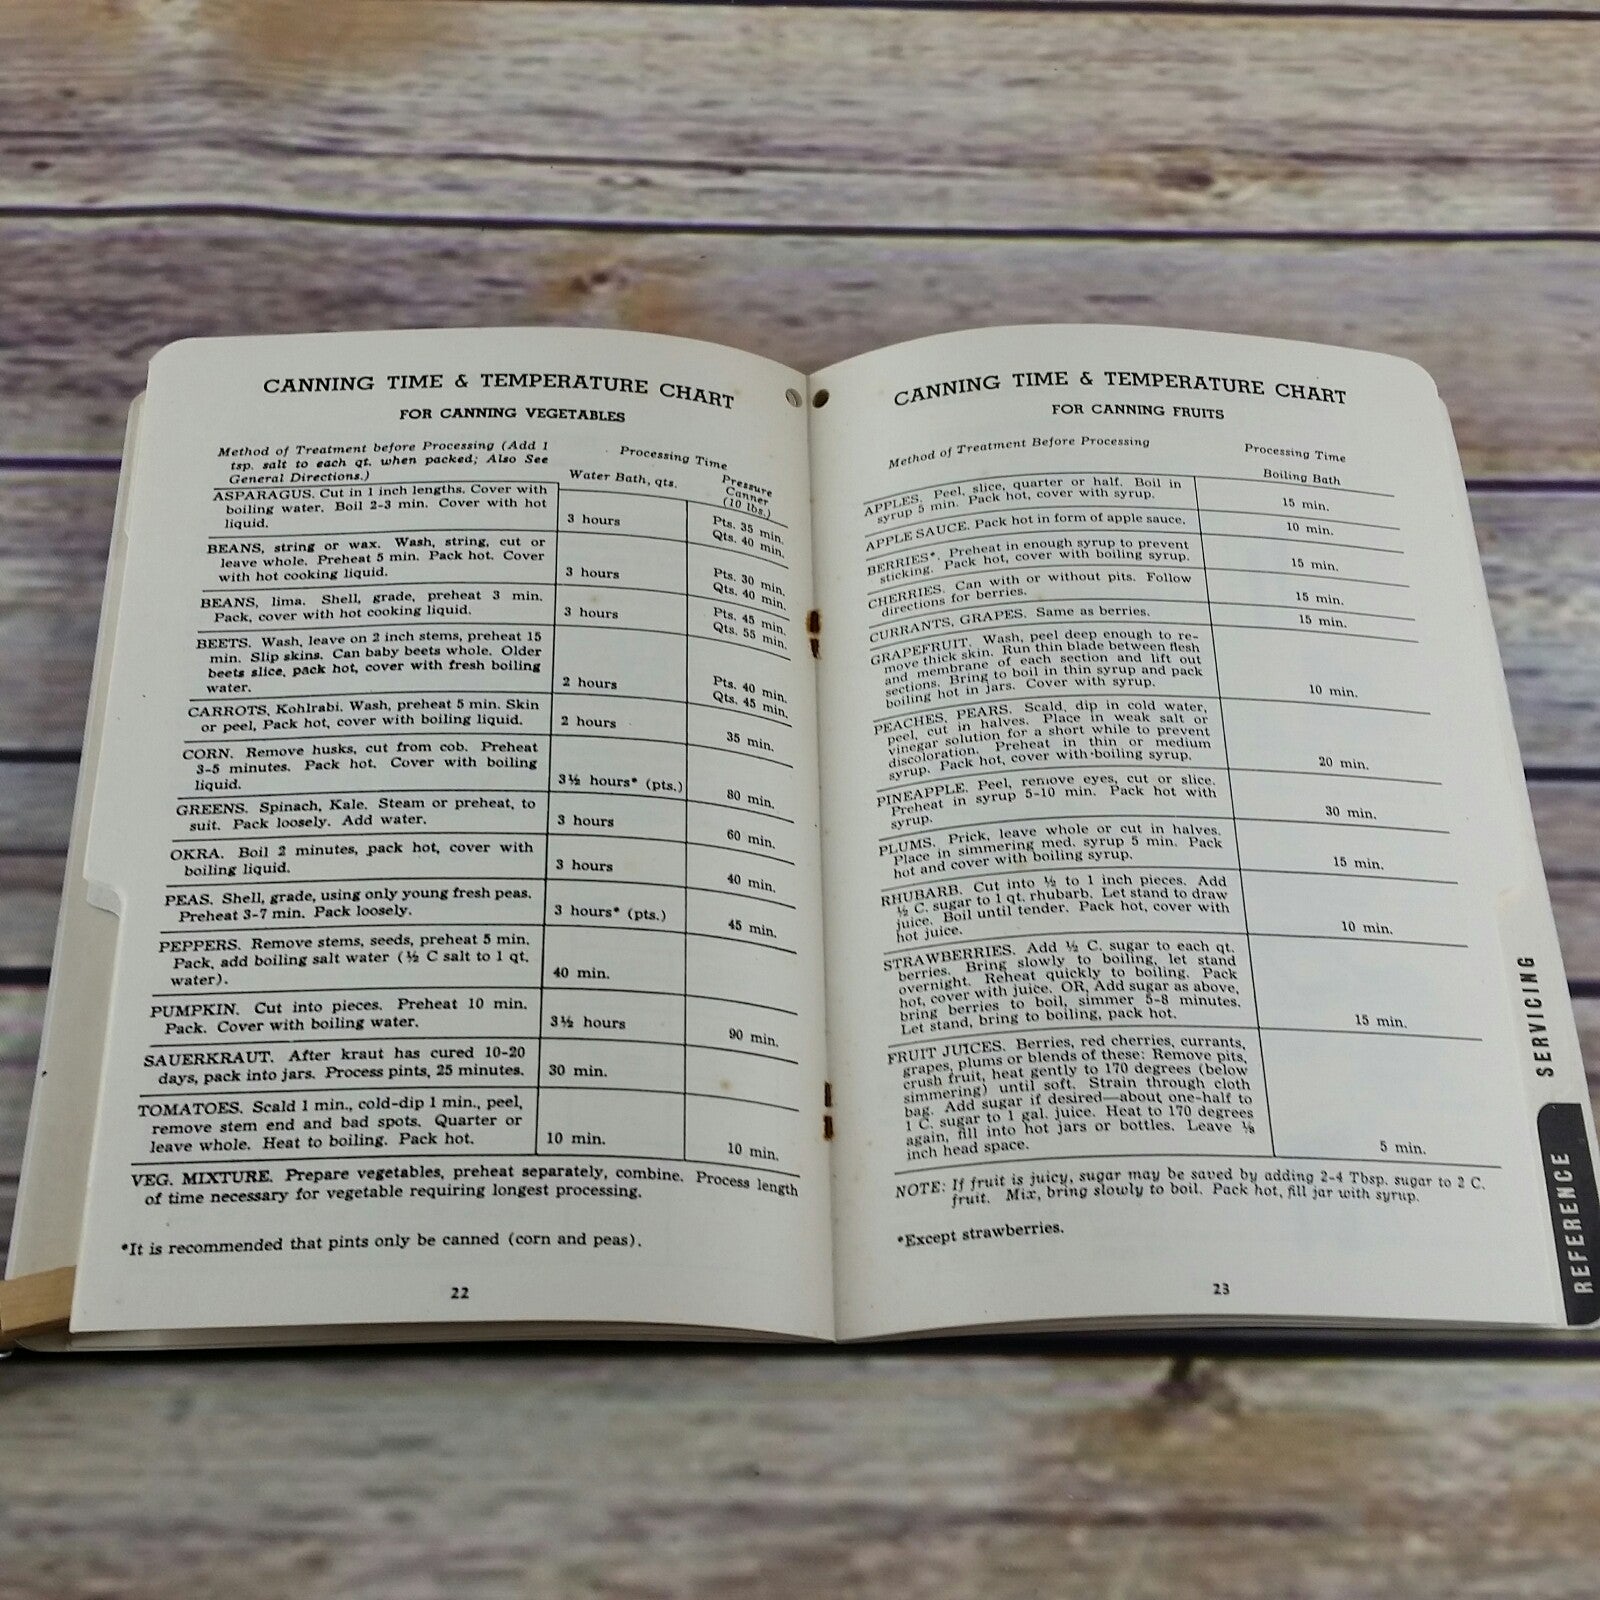 CANNING TIME & TEMPERATURE CHART
FOR CANNING VEGETABLES
Method of Treatment before Processing (Add 1
tsp. salt to each qt. when packed; Also See
General Directions.)
Processing Time
Water Bath, qts.
Pressure
Canner
(10 lbs.)
ASPARAGUS. Cut in 1 inch lengths. Cover with
boiling water. Boil 2-3 min. Cover with hot
liquid.
3 hours
Pts. 35 min.
Qts. 40 min.
BEANS, string or wax. Wash, string, cut or
leave whole. Preheat 5 min. Pack hot. Cover
with hot cooking liquid.
3 hours
Pts. 30 min.
Qts. 40 min.
BEANS, lima. Shell, grade, preheat 3 min.
Pack, cover with hot cooking liquid.
3 hours
Pts. 45 min.
Qts. 55 min.
BEETS. Wash, leave on 2 inch stems, preheat 15
min. Slip skins. Can baby beets whole. Older
beets slice, pack hot, cover with fresh boiling
water.
2 hours
Pts. 40 min.
Qts. 45 min.
CARROTS, Kohlrabi. Wash, preheat 5 min. Skin
or peel, Pack hot, cover with boiling liquid.
2 hours
35 min.
CORN. Remove husks, cut from cob. Preheat
3-5 minutes. Pack hot. Cover with boiling
liquid.
3½ hours* (pts.)
80 min.
GREENS. Spinach, Kale. Steam or preheat, to
suit. Pack loosely. Add water.
3 hours
60 min.
OKRA. Boil 2 minutes, pack hot, cover with
boiling liquid.
3 hours
40 min.
PEAS. Shell, grade, using only young fresh peas.
Preheat 3-7 min. Pack loosely.
3 hours* (pts.)
45 min.
PEPPERS. Remove stems, seeds, preheat 5 min.
Pack, add boiling salt water (½ C salt to 1 qt.
water).
40 min.
PUMPKIN. Cut into pieces. Preheat 10 min.
Pack. Cover with boiling water.
3½ hours
90 min.
SAUERKRAUT. After kraut has cured 10-20
days, pack into jars. Process pints, 25 minutes.
30 min.
TOMATOES. Scald 1 min., cold-dip 1 min., peel,
remove stem end and bad spots. Quarter or
leave whole. Heat to boiling. Pack hot.
10 min.
10 min.
VEG. MIXTURE. Prepare vegetables, preheat separately, combine. Process length
of time necessary for vegetable requiring longest processing.
*It is recommended that pints only be canned (corn and peas).
22
CANNING TIME & TEMPERATURE CHART
FOR CANNING FRUITS
Method of Treatment Before Processing
Processing Time
Boiling Bath
APPLES. Peel, slice, quarter or half. Boil in
syrup 5 min. Pack hot, cover with syrup.
15 min.
APPLE SAUCE. Pack hot in form of apple sauce.
10 min.
BERRIES*. Preheat in enough syrup to prevent
sticking. Pack hot, cover with boiling syrup.
15 min.
CHERRIES. Can with or without pits. Follow
directions for berries.
15 min.
CURRANTS, GRAPES. Same as berries.
15 min.
GRAPEFRUIT. Wash, peel deep enough to re-
move thick skin. Run thin blade between flesh
and membrane of each section and lift out
sections. Bring to boil in thin syrup and pack
boiling hot in jars. Cover with syrup.
10 min.
PEACHES, PEARS. Scald, dip in cold water,
peel, cut in halves. Place in weak salt or
vinegar solution for a short while to prevent
discoloration. Preheat in thin or medium
syrup. Pack hot, cover with boiling syrup.
20 min.
PINEAPPLE. Peel, remove eyes, cut or slice.
Preheat in syrup 5-10 min. Pack hot with
syrup.
30 min.
PLUMS. Prick, leave whole or cut in halves.
Place in simmering med. syrup 5 min. Pack
hot and cover with boiling syrup.
15 min.
RHUBARB. Cut into ½ to 1 inch pieces. Add
½ C. sugar to 1 qt. rhubarb. Let stand to draw
juice. Boil until tender. Pack hot, cover with
hot juice.
10 min.
STRAWBERRIES. Add ½ C. sugar to each qt.
berries. Bring slowly to boiling, let stand
overnight. Reheat quickly to boiling. Pack
hot, cover with juice. OR, Add sugar as above,
bring berries to boil, simmer 5-8 minutes.
Let stand, bring to boiling, pack hot.
15 min.
FRUIT JUICES. Berries, red cherries, currants,
grapes, plums or blends of these: Remove pits,
crush fruit, heat gently to 170 degrees (below
simmering) until soft. Strain through cloth
bag. Add sugar if desired—about one-half to
1 C. sugar to 1 gal. juice. Heat to 170 degrees
again, fill into hot jars or bottles. Leave ⅛
inch head space.
5 min.
NOTE: If fruit is juicy, sugar may be saved by adding 2-4 Tbsp. sugar to 2 C.
fruit. Mix, bring slowly to boil. Pack hot, fill jar with syrup.
*Except strawberries.
23
SERVICING
REFERENCE